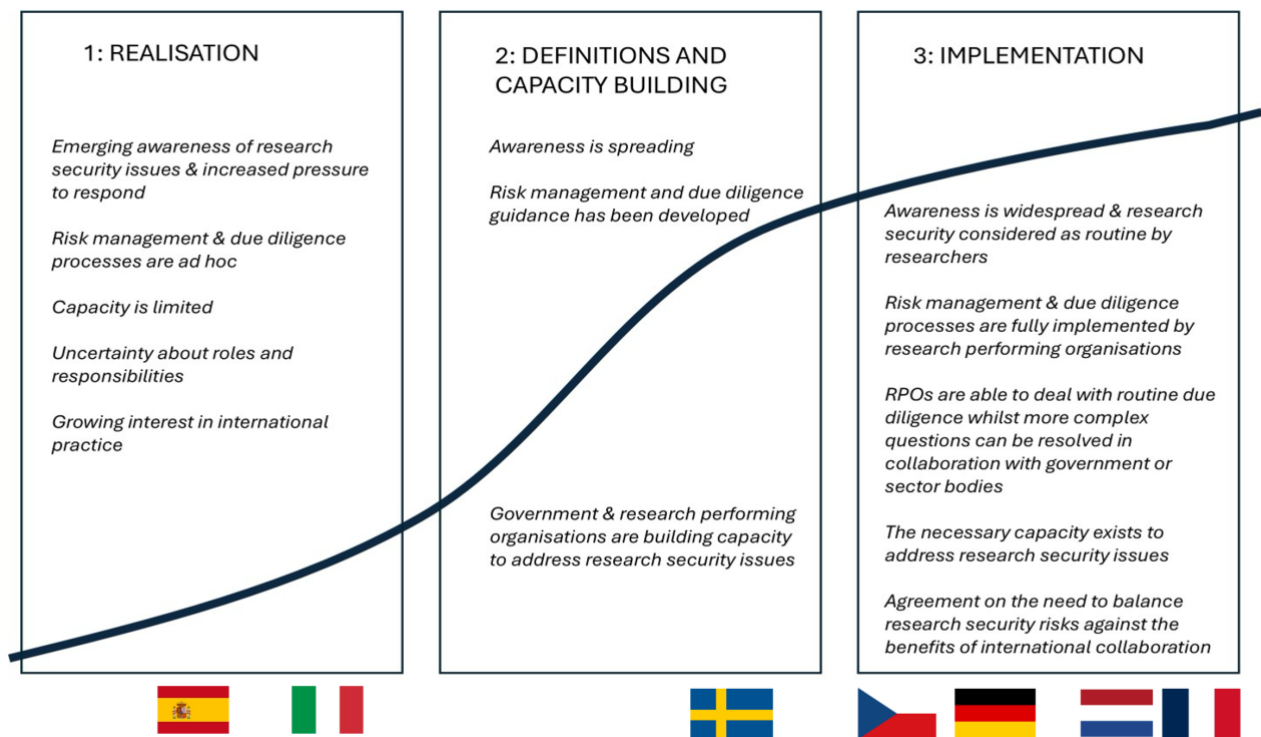 1: REALISATION
Emerging awareness of research
security issues & increased pressure
to respond
Risk management & due diligence
processes are ad hoc
Capacity is limited
Uncertainty about roles and
responsibilities
Growing interest in international
practice
2: DEFINITIONS AND
CAPACITY BUILDING
Awareness is spreading
Risk management and due diligence
guidance has been developed
Government & research performing
organisations are building capacity
to address research security issues
3: IMPLEMENTATION
Awareness is widespread & research
security considered as routine by
researchers
Risk management & due diligence
processes are fully implemented by
research performing organisations
RPOs are able to deal with routine due
diligence whilst more complex
questions can be resolved in
collaboration with government or
sector bodies
The necessary capacity exists to
address research security issues
Agreement on the need to balance
research security risks against the
benefits of international collaboration